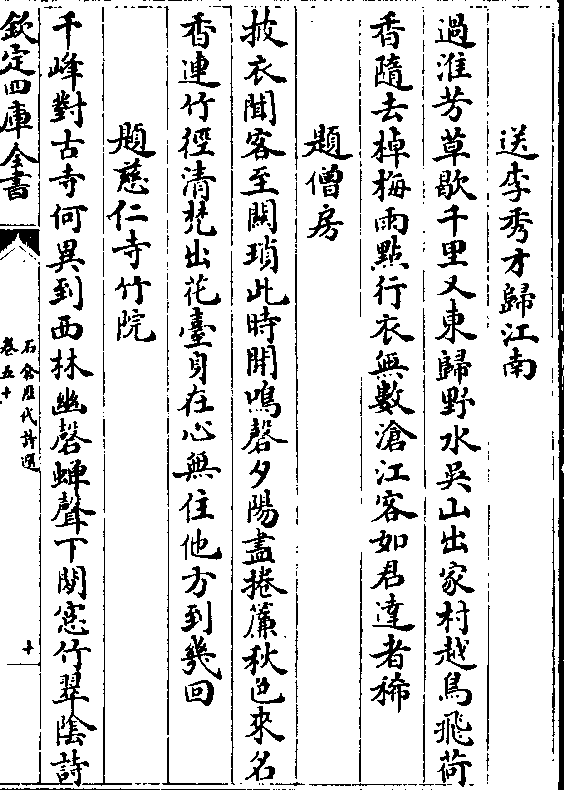 送李秀才歸江南
過淮芳草歇千里又東歸野水吳山出家村越鳥飛荷
香隨去棹梅雨點行衣無數滄江客如君達者稀
題僧房
披衣聞客至關瑣此時開鳴磬夕陽盡捲簾秋色來名
香連竹徑清梵出花臺身在心無住他方到幾回
題慈仁寺竹院
千峰對古寺何異到西林幽磬蟬聲下閑窓竹翠陰詩
欽定四庫全書
石倉歷代詩選
卷五十
十